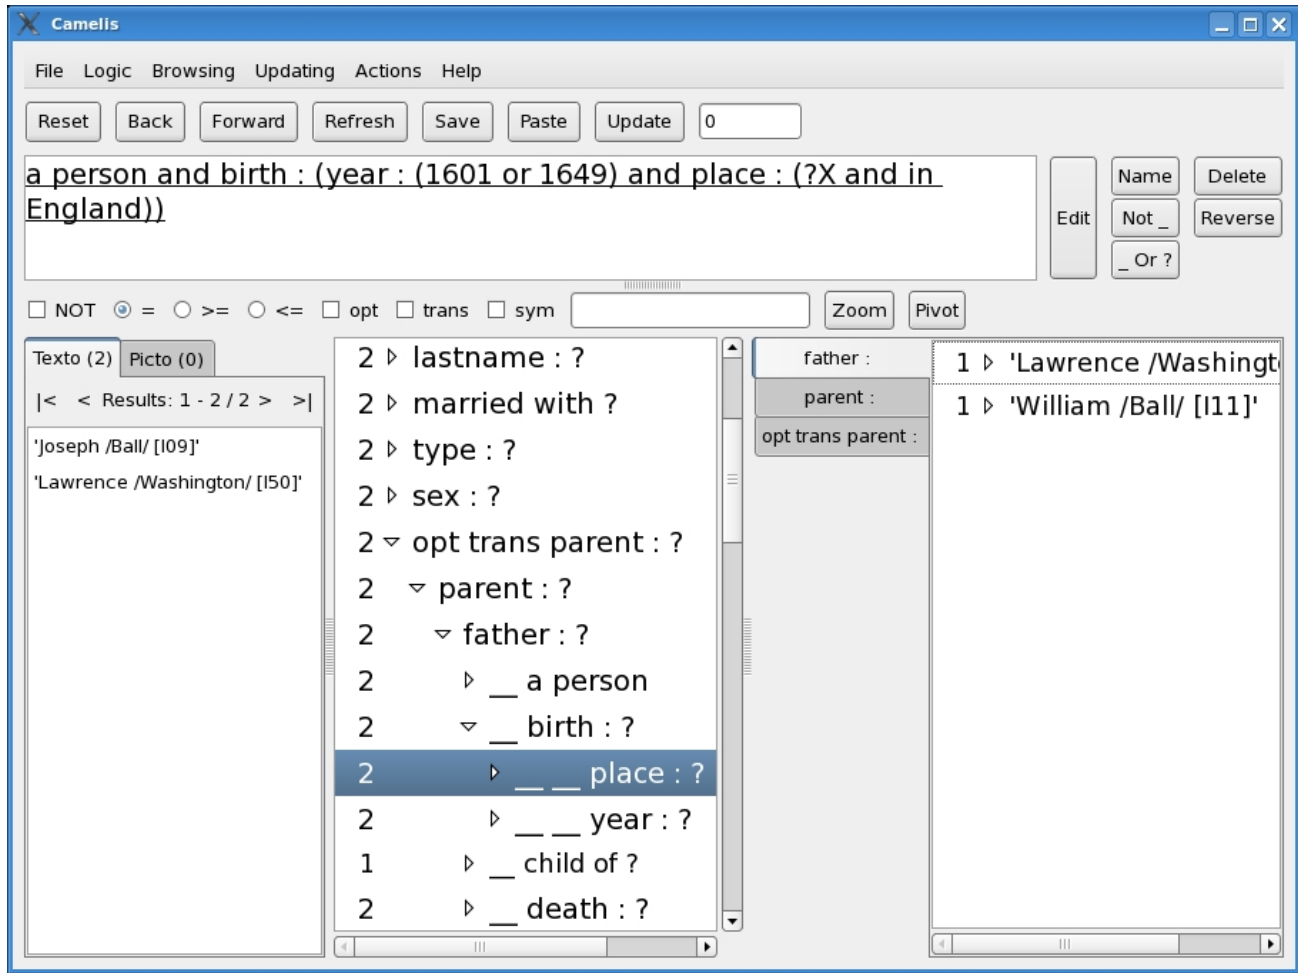 Camelis
File Logic Browsing Updating Actions Help
Reset Back Forward Refresh Save Paste Update 0
a person and birth : (year : (1601 or 1649) and place : (?X and in
England))
Edit
Name Delete
Not _ Reverse
_ Or ?
NOT = >= <= opt trans sym Zoom Pivot
Texto (2) Picto (0)
|< < Results: 1 - 2 / 2 > >|
'Joseph /Ball/ [I09]'
'Lawrence /Washington/ [I50]'
2 lastname : ?
2 married with ?
2 type : ?
2 sex : ?
2 opt trans parent : ?
2 parent : ?
2 father : ?
2 __ a person
2 __ birth : ?
2 __ __ place : ?
2 __ __ year : ?
1 __ child of ?
2 __ death : ?
father :
parent :
opt trans parent :
1 'Lawrence /Washingt
1 'William /Ball/ [I11]'